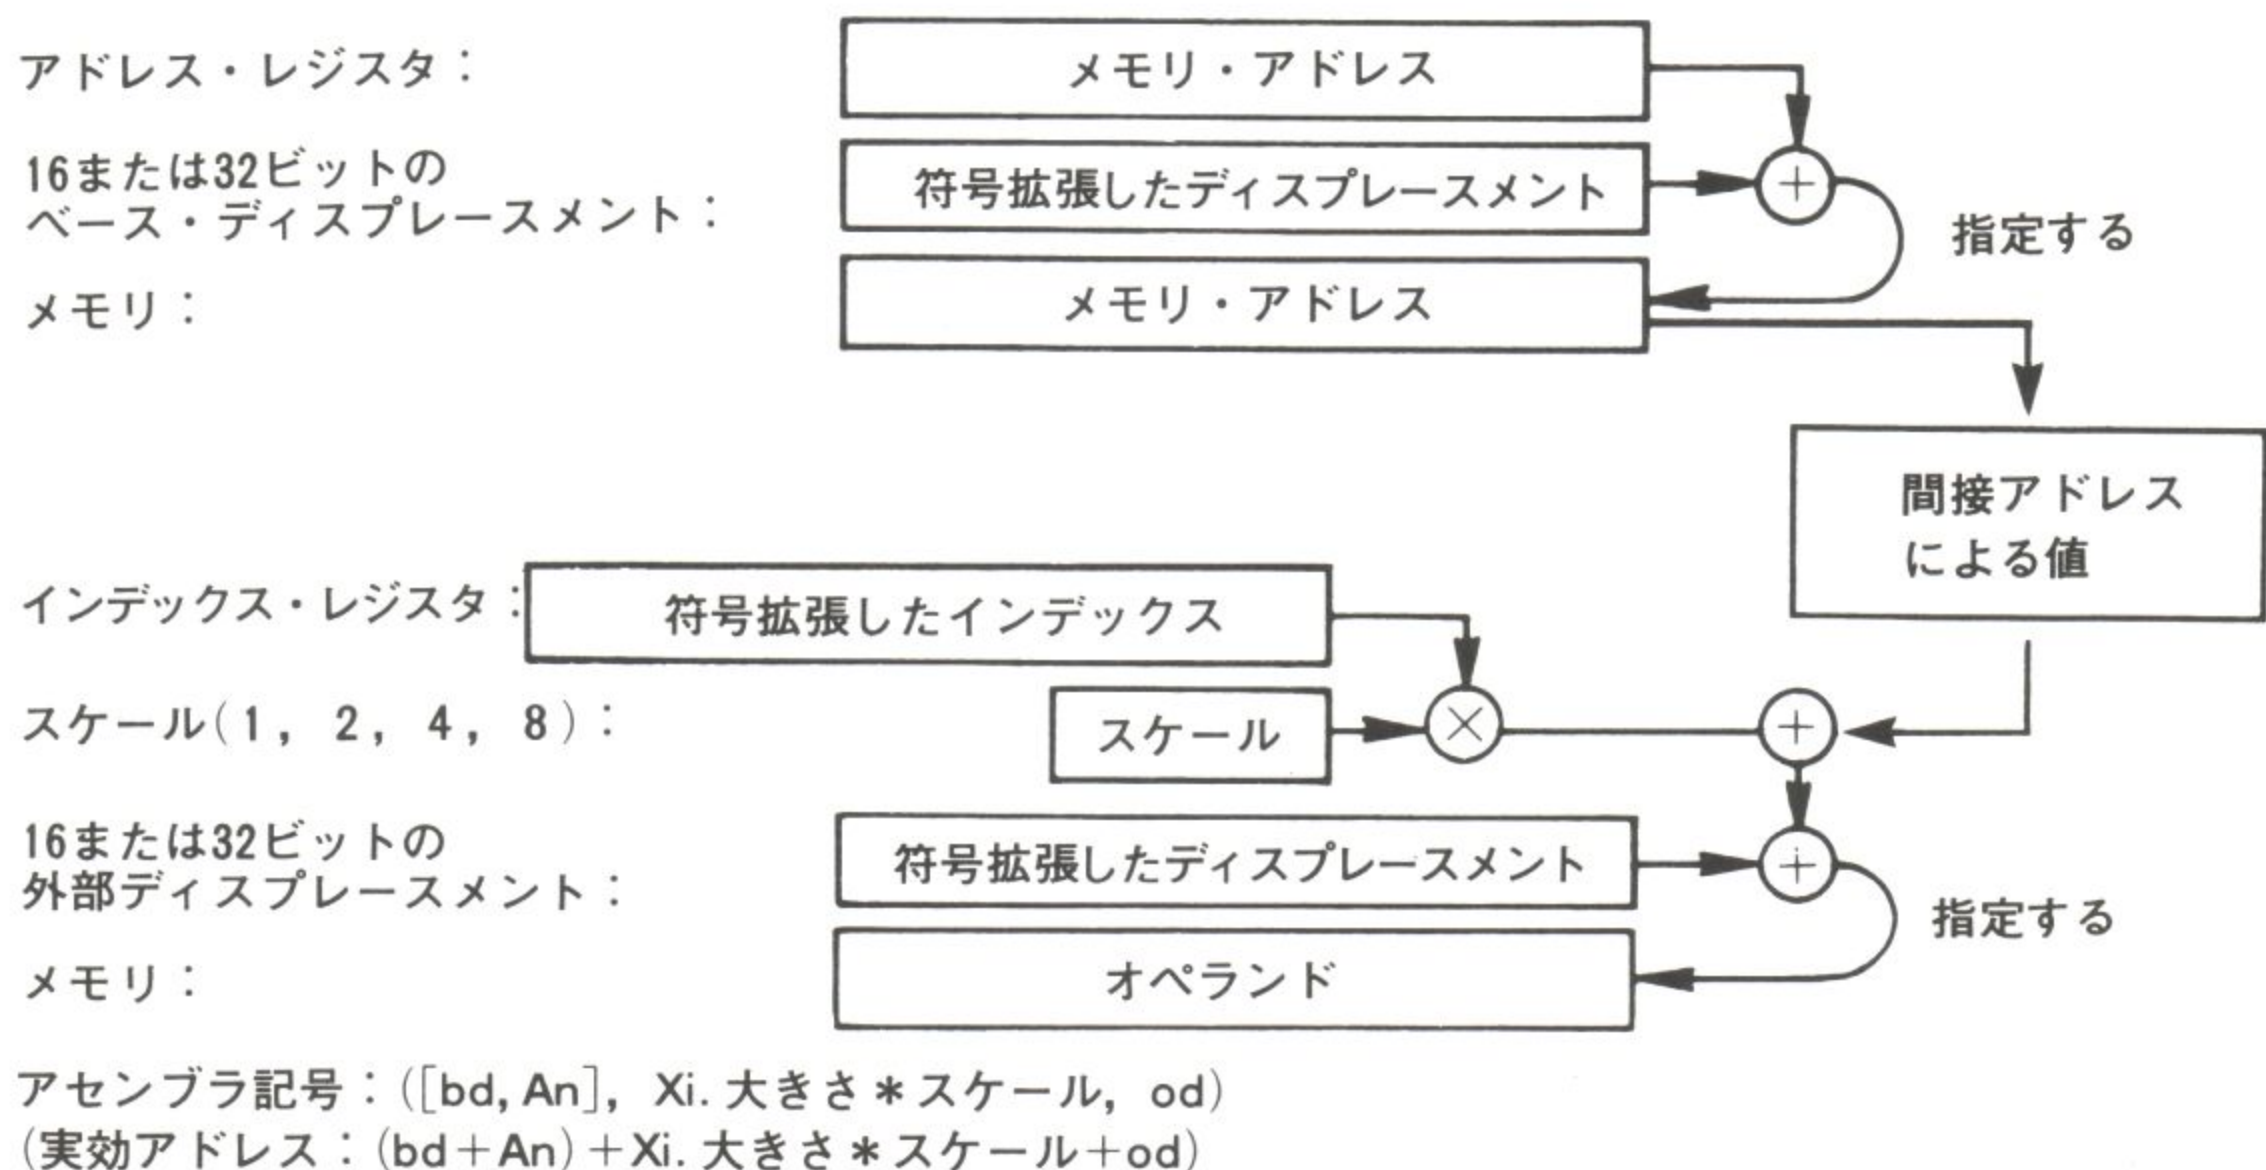 アドレス・レジスタ：
メモリ・アドレス
16または32ビットの
ベース・ディスプレースメント：
符号拡張したディスプレースメント
指定する
メモリ：
メモリ・アドレス
間接アドレス
による値
インデックス・レジスタ：
符号拡張したインデックス
スケール(1, 2, 4, 8)：
スケール
16または32ビットの
外部ディスプレースメント：
符号拡張したディスプレースメント
指定する
メモリ：
オペランド
アセンブラ記号：([bd, An], Xi. 大きさ＊スケール, od)
(実効アドレス：(bd＋An)＋Xi. 大きさ＊スケール＋od)